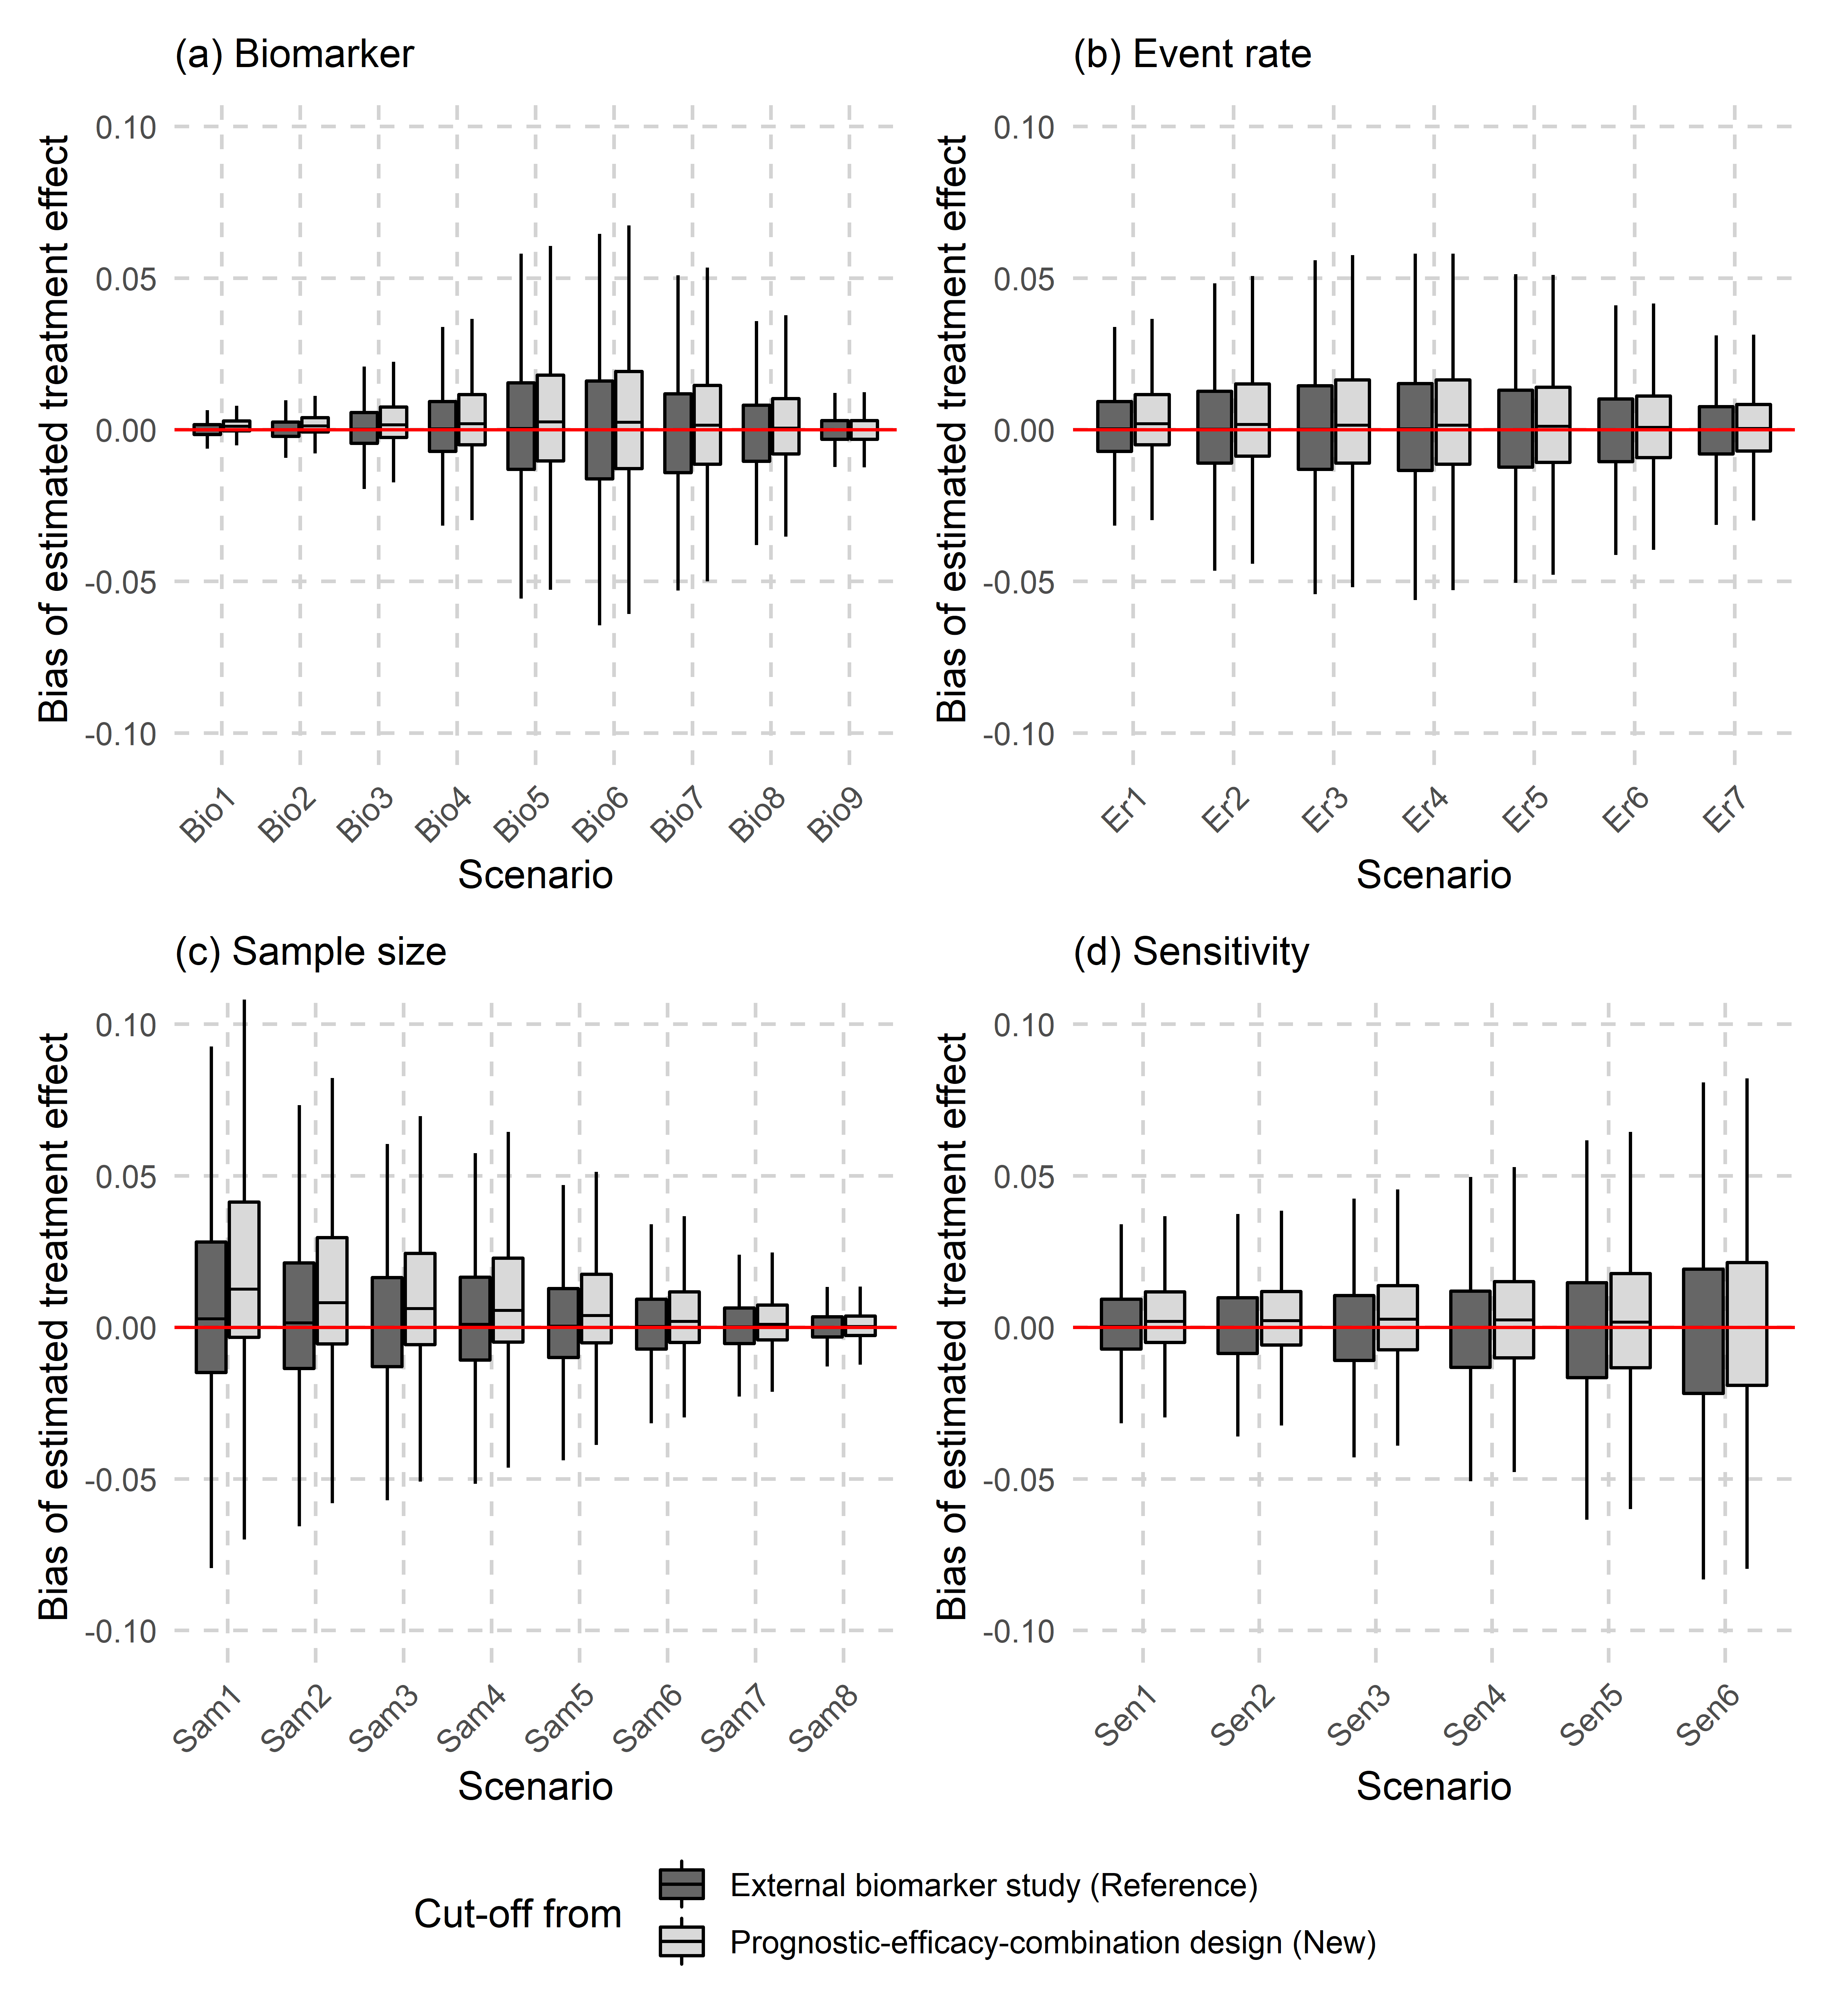 (a) Biomarker
Bias of estimated treatment effect
0.10
0.05
0.00
-0.05
-0.10
Bio1 Bio2 Bio3 Bio4 Bio5 Bio6 Bio7 Bio8 Bio9
Scenario
(b) Event rate
Bias of estimated treatment effect
0.10
0.05
0.00
-0.05
-0.10
Er1 Er2 Er3 Er4 Er5 Er6 Er7
Scenario
(c) Sample size
Bias of estimated treatment effect
0.10
0.05
0.00
-0.05
-0.10
Sam1 Sam2 Sam3 Sam4 Sam5 Sam6 Sam7 Sam8
Scenario
(d) Sensitivity
Bias of estimated treatment effect
0.10
0.05
0.00
-0.05
-0.10
Sen1 Sen2 Sen3 Sen4 Sen5 Sen6
Scenario
Cut-off from
External biomarker study (Reference)
Prognostic-efficacy-combination design (New)